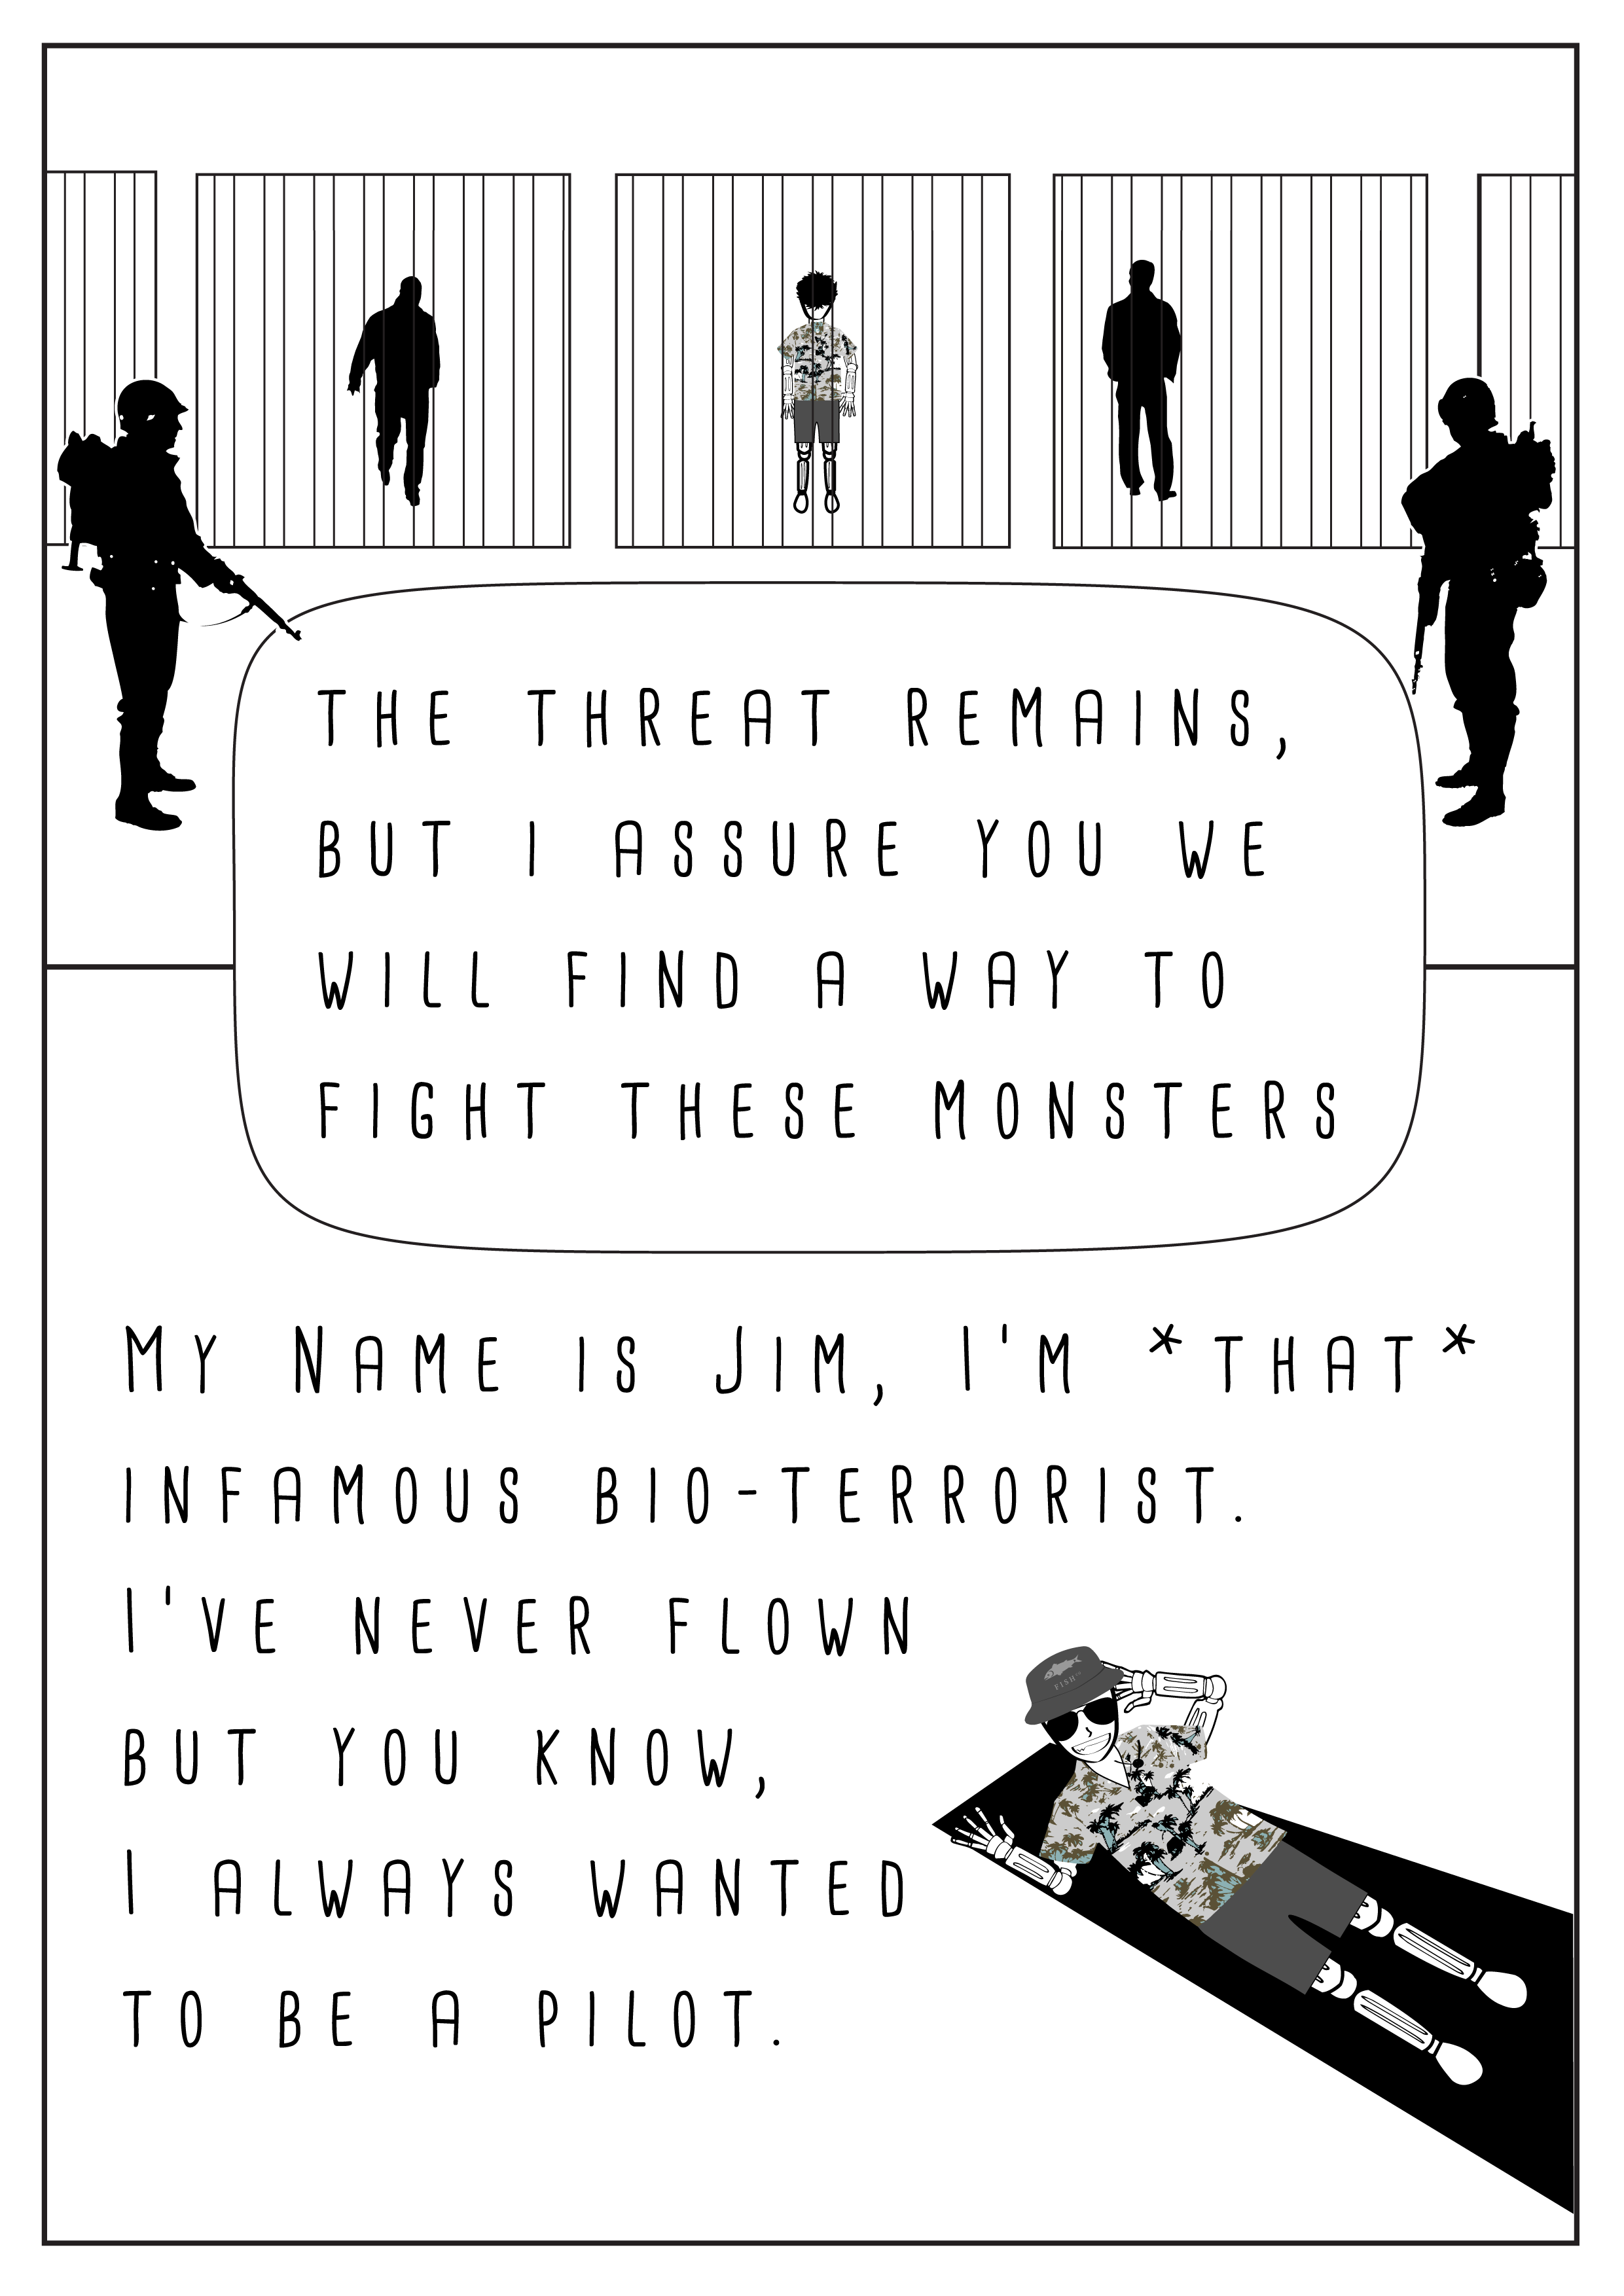 THE THREAT REMAINS,
BUT I ASSURE YOU WE
WILL FIND A WAY TO
FIGHT THESE MONSTERS
My Name is Jim, I'm *that*
infamous bio-terrorist.
I've never flown
but you know,
I always wanted
to be a pilot.
FISH